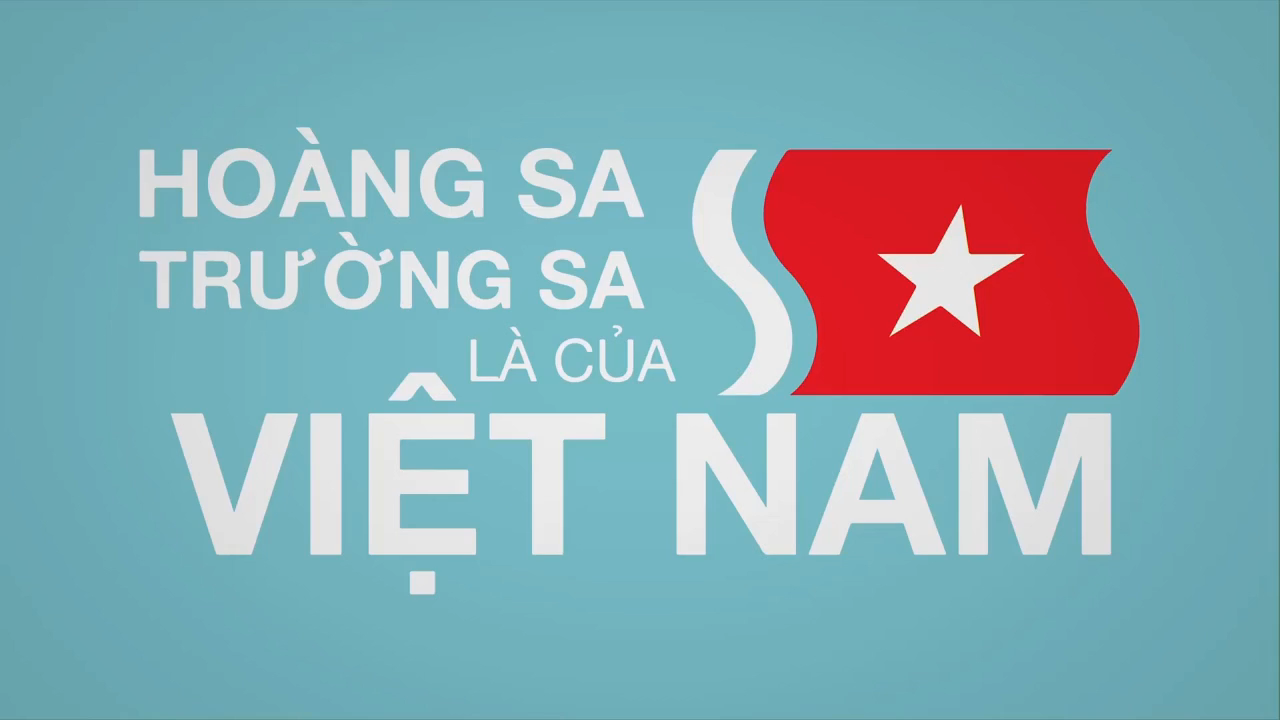 HOÀNG SA
TRƯỜNG SA
LÀ CỦA
VIỆT NAM